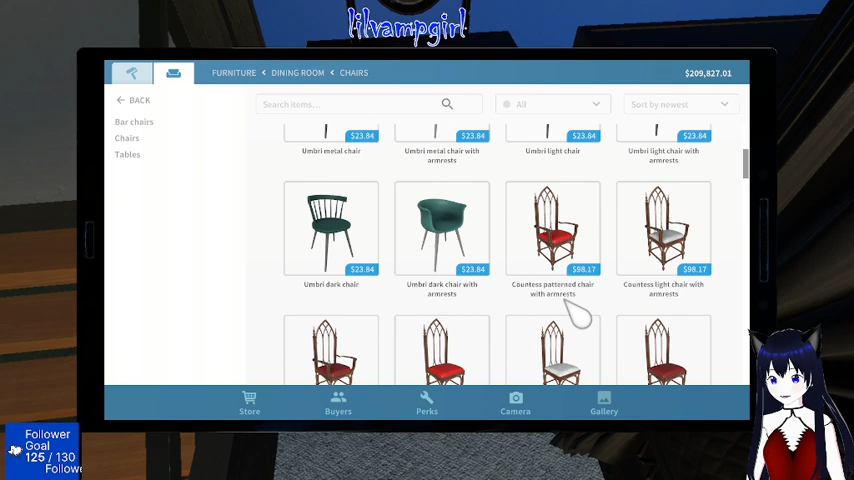 lilvampgirl
FURNITURE < DINING ROOM < CHAIRS
$209,827.01
BACK
Search items...
All
Sort by newest
Bar chairs
Chairs
Tables
$23.84
$23.84
$23.84
$23.84
Umbri metal chair
Umbri metal chair with
armrests
Umbri light chair
Umbri light chair with
armrests
$23.84
$23.84
$98.17
$98.17
Umbri dark chair
Umbri dark chair with
armrests
Countess patterned chair
with armrests
Countess light chair with
armrests
Store
Buyers
Perks
Camera
Gallery
Follower
Goal
125 / 130
Followe